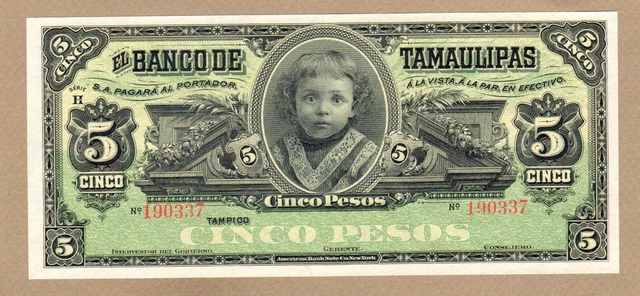 5 CINCO
EL BANCO DE TAMAULIPAS
5 CINCO
S.A. PAGARÁ AL PORTADOR
Á LA VISTA, Á LA PAR, EN EFECTIVO.
SÉRIE
H
5 CINCO
5
5
5 CINCO
CINCO PESOS
Nº 190337
Nº 190337
TAMPICO
CINCO PESOS
5
INTERVENTOR DEL GOBIERNO.
GERENTE.
CONSEJERO.
5
American Bank Note Co. New York